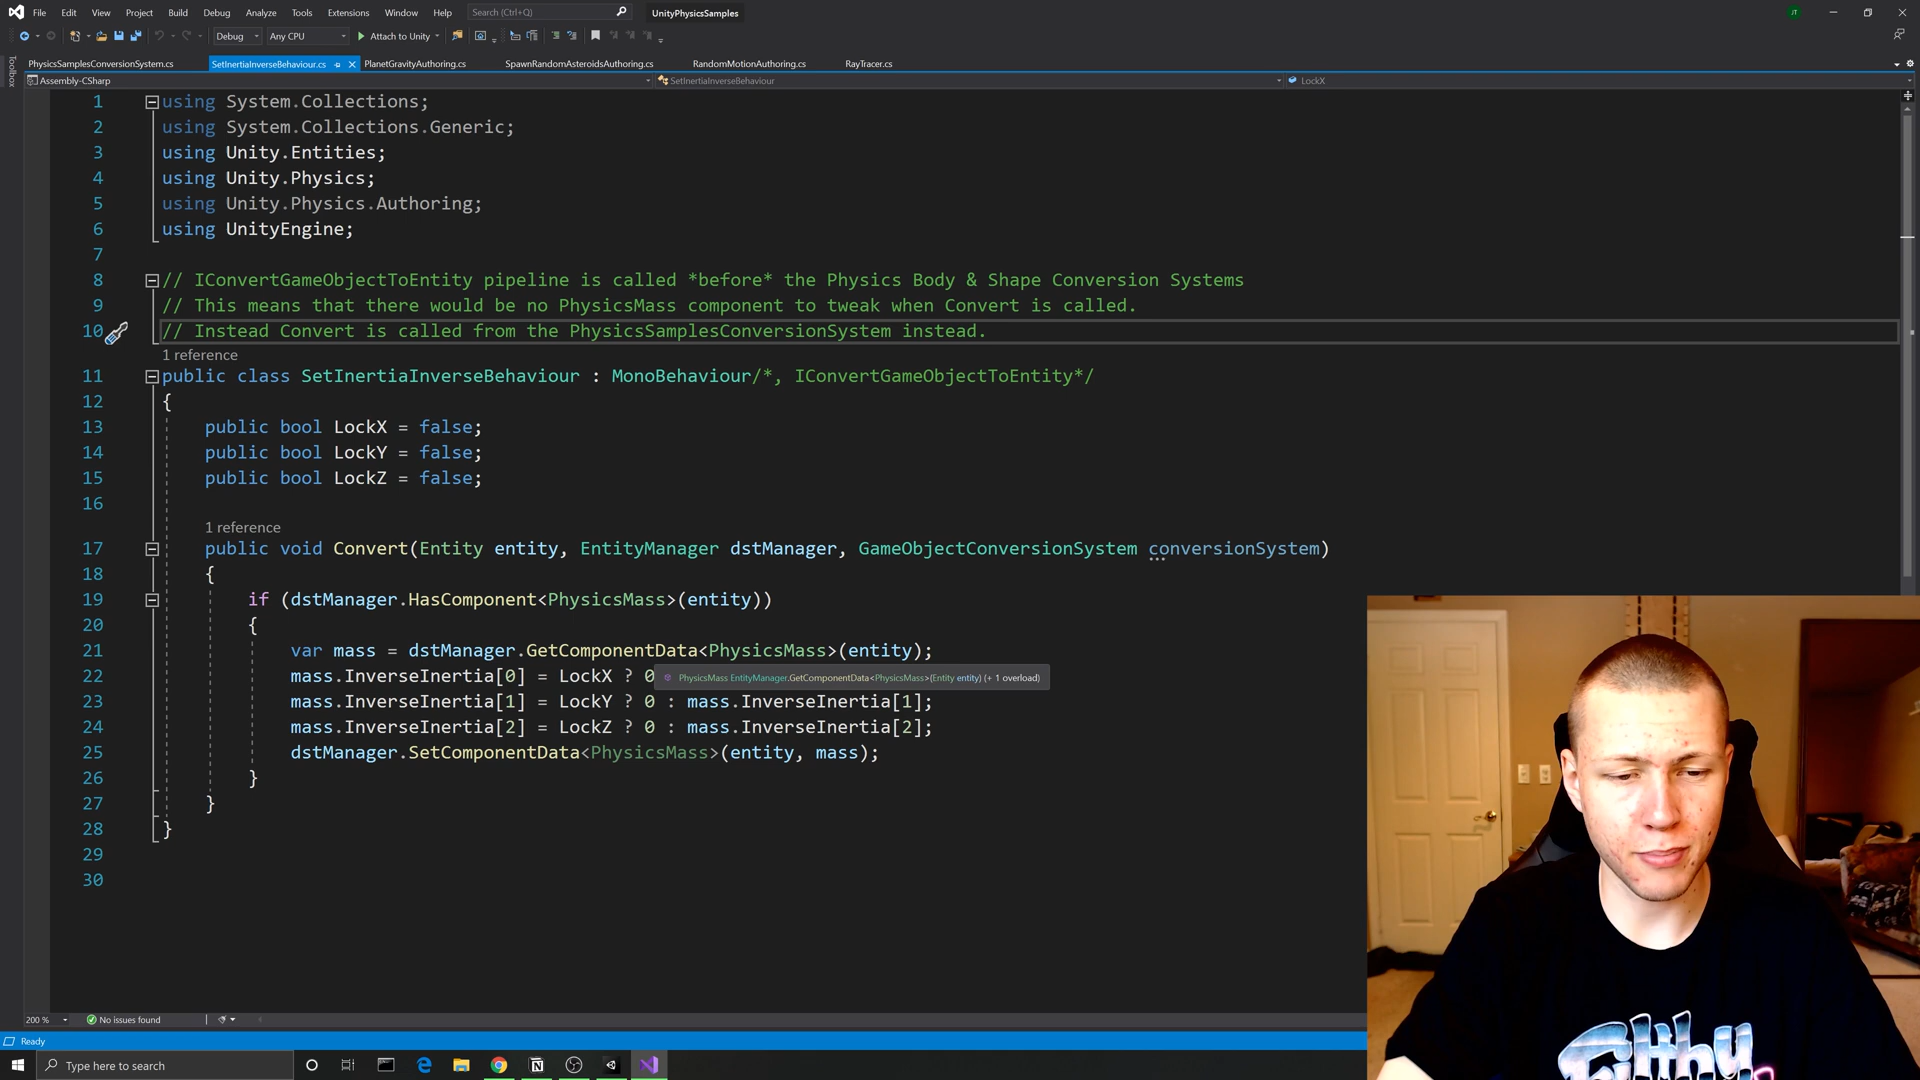 File Edit View Project Build Debug Analyze Tools Extensions Window Help Search (Ctrl+Q) UnityPhysicsSamples JT
Debug Any CPU Attach to Unity
PhysicsSamplesConversionSystem.cs SetInertiaInverseBehaviour.cs PlanetGravityAuthoring.cs SpawnRandomAsteroidsAuthoring.cs RandomMotionAuthoring.cs RayTracer.cs
Toolbox
Assembly-CSharp SetInertiaInverseBehaviour LockX
1 using System.Collections;
2 using System.Collections.Generic;
3 using Unity.Entities;
4 using Unity.Physics;
5 using Unity.Physics.Authoring;
6 using UnityEngine;
7
8 // IConvertGameObjectToEntity pipeline is called *before* the Physics Body & Shape Conversion Systems
9 // This means that there would be no PhysicsMass component to tweak when Convert is called.
10 // Instead Convert is called from the PhysicsSamplesConversionSystem instead.
1 reference
11 public class SetInertiaInverseBehaviour : MonoBehaviour/*, IConvertGameObjectToEntity*/
12 {
13 public bool LockX = false;
14 public bool LockY = false;
15 public bool LockZ = false;
16
1 reference
17 public void Convert(Entity entity, EntityManager dstManager, GameObjectConversionSystem conversionSystem)
18 {
19 if (dstManager.HasComponent<PhysicsMass>(entity))
20 {
21 var mass = dstManager.GetComponentData<PhysicsMass>(entity);
22 mass.InverseInertia[0] = LockX ? 0
PhysicsMass EntityManager.GetComponentData<PhysicsMass>(Entity entity) (+ 1 overload)
23 mass.InverseInertia[1] = LockY ? 0 : mass.InverseInertia[1];
24 mass.InverseInertia[2] = LockZ ? 0 : mass.InverseInertia[2];
25 dstManager.SetComponentData<PhysicsMass>(entity, mass);
26 }
27 }
28 }
29
30
200 % No issues found
Ready
Type here to search
Filthy